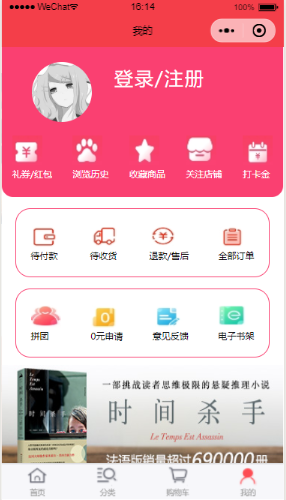 WeChat 16:14 100%
我的
登录/注册
礼券/红包 浏览历史 收藏商品 关注店铺 打卡金
待付款 待收货 退款/售后 全部订单
拼团 0元申请 意见反馈 电子书架
一部挑战读者思维极限的悬疑推理小说
时间杀手
Le Temps Est Assassin
法语版销量超过690000册
首页 分类 购物车 我的